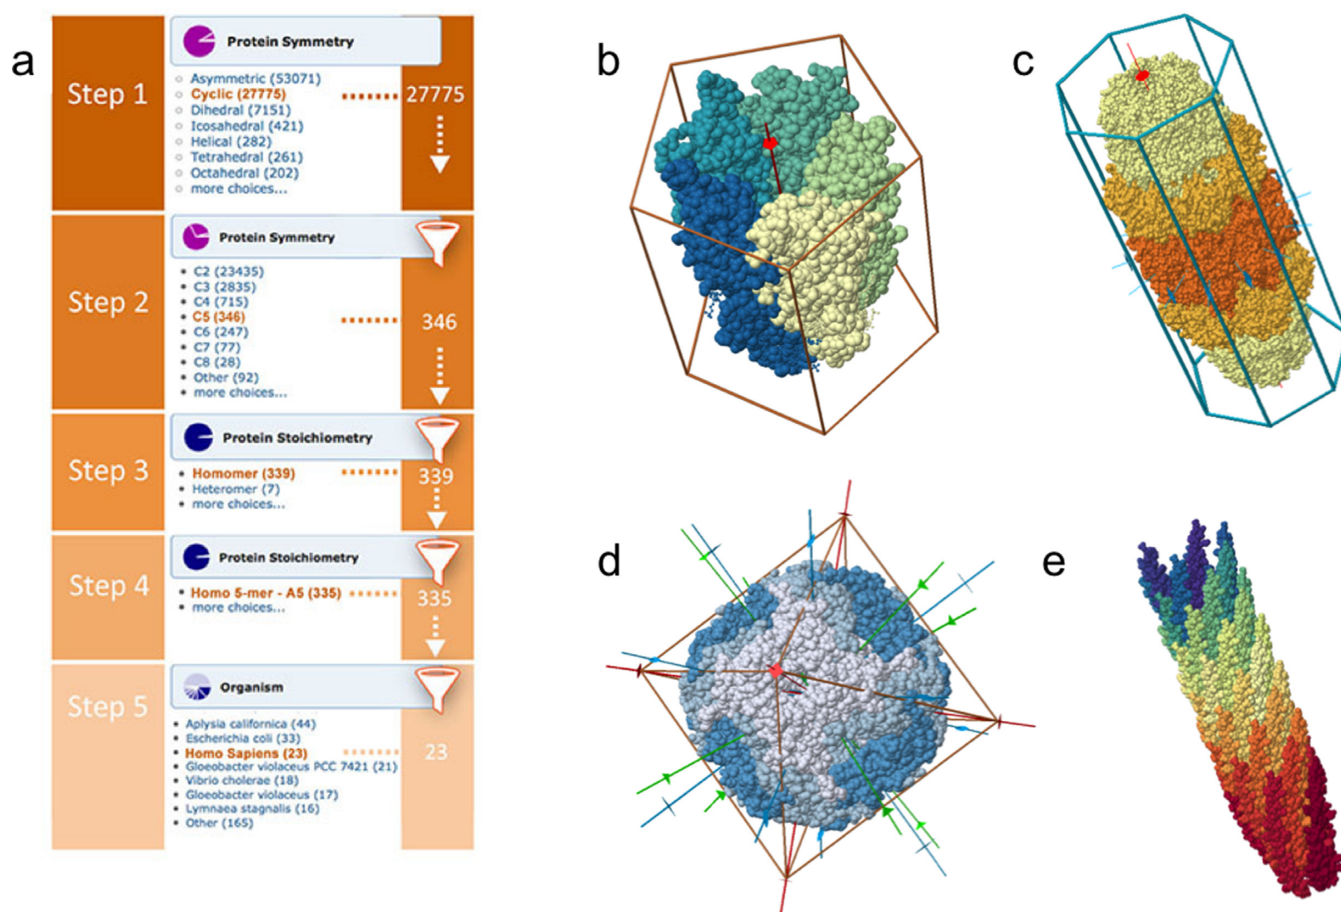 a
Step 1
Protein Symmetry
Asymmetric (53071)
Cyclic (27775)
27775
Dihedral (7151)
Icosahedral (421)
Helical (282)
Tetrahedral (261)
Octahedral (202)
more choices...
Step 2
Protein Symmetry
C2 (23435)
C3 (2835)
C4 (715)
C5 (346)
346
C6 (247)
C7 (77)
C8 (28)
Other (92)
more choices...
Step 3
Protein Stoichiometry
Homomer (339)
339
Heteromer (7)
more choices...
Step 4
Protein Stoichiometry
Homo 5-mer - A5 (335)
335
more choices...
Step 5
Organism
Aplysia californica (44)
Escherichia coli (33)
Homo Sapiens (23)
23
Gloeobacter violaceus PCC 7421 (21)
Vibrio cholerae (18)
Gloeobacter violaceus (17)
Lymnaea stagnalis (16)
Other (165)
b
c
d
e